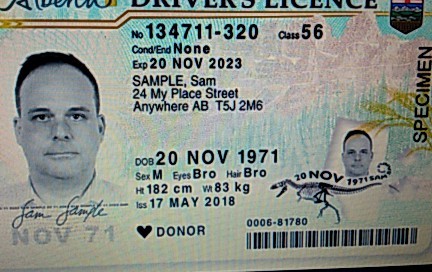 Alberta DRIVER'S LICENCE
No 134711-320 Class 56
Cond/End None
Exp 20 NOV 2023
SAMPLE, Sam
24 My Place Street
Anywhere AB T5J 2M6
SPECIMEN
DOB 20 NOV 1971
Sex M Eyes Bro Hair Bro
Ht 182 cm Wt 83 kg
Iss 17 MAY 2018
20 NOV 1971 SAM
Sam Sample
NOV 71
DONOR
0006-81780